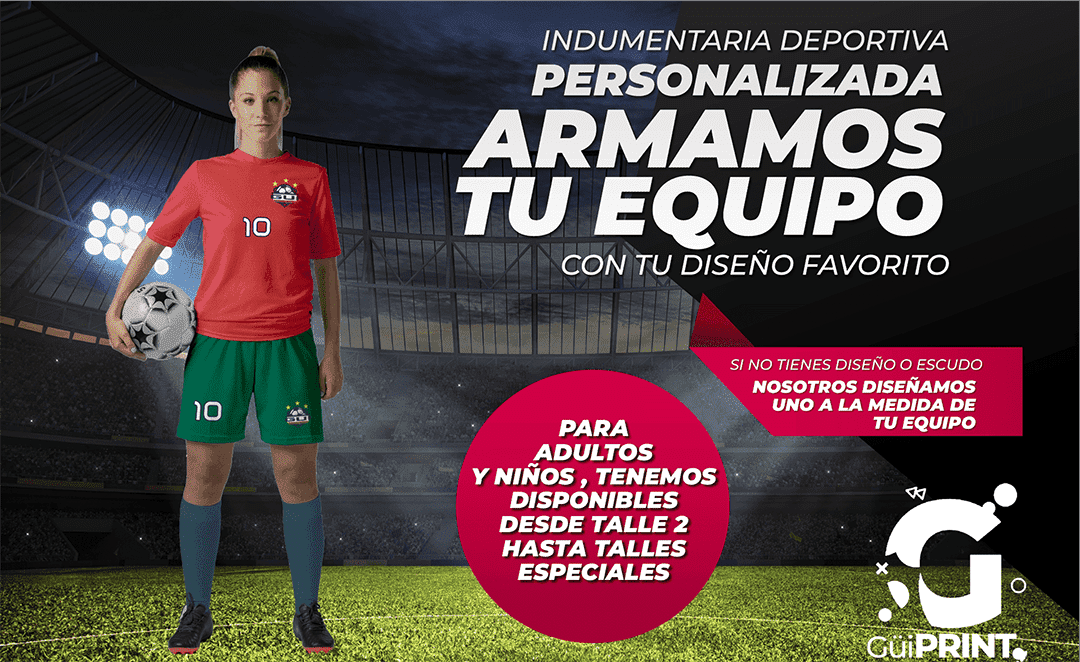 INDUMENTARIA DEPORTIVA
PERSONALIZADA
ARMAMOS
TU EQUIPO
CON TU DISEÑO FAVORITO
SI NO TIENES DISEÑO O ESCUDO
NOSOTROS DISEÑAMOS
UNO A LA MEDIDA DE
TU EQUIPO
PARA
ADULTOS
Y NIÑOS , TENEMOS
DISPONIBLES
DESDE TALLE 2
HASTA TALLES
ESPECIALES
10
10
G
GüiPRINT.